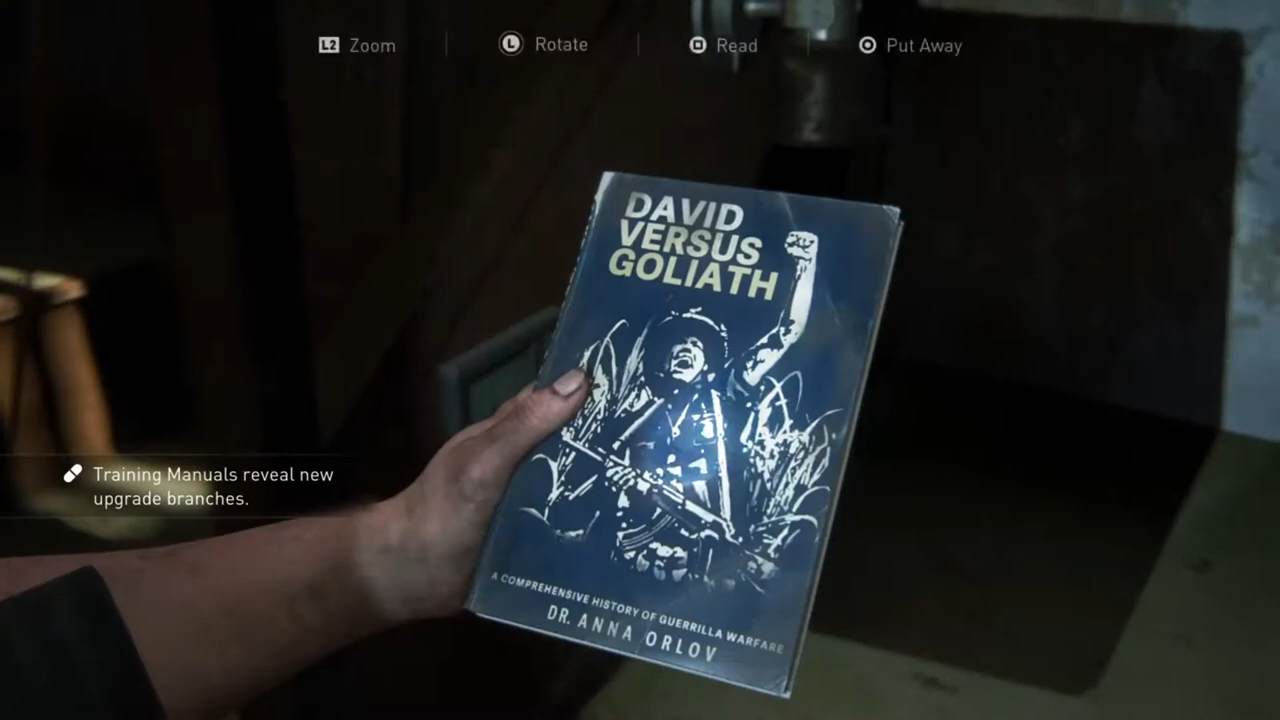 L2 Zoom
L Rotate
Read
Put Away
DAVID
VERSUS
GOLIATH
Training Manuals reveal new
upgrade branches.
A COMPREHENSIVE HISTORY OF GUERRILLA WARFARE
DR. ANNA ORLOV